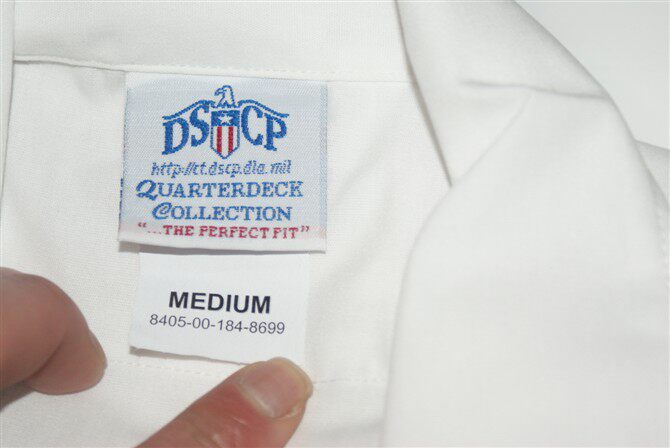 DSCP
http://ct.dscp.dla.mil
QUARTERDECK
COLLECTION
"...THE PERFECT FIT"
MEDIUM
8405-00-184-8699